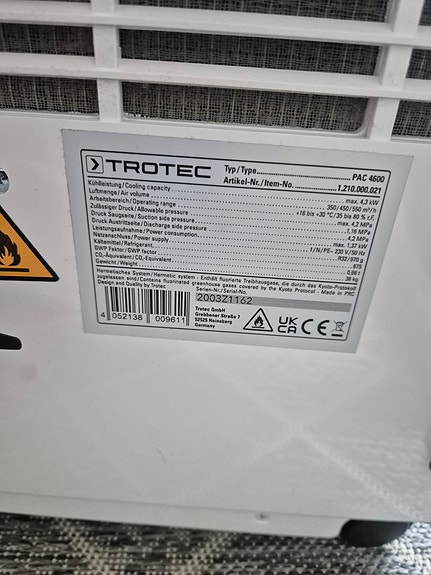 TROTEC
Typ/Type PAC 4600
Artikel-Nr./Item-No. 1.210.000.021
Kühlleistung/Cooling capacity max. 4,3 kW
Luftmenge/Air volume 350/450/550 m³/h
Arbeitsbereich/Operating range +16 bis +30 °C/35 bis 80 % r.F.
Zulässiger Druck/Allowable pressure max. 4,2 MPa
Druck Saugseite/Suction side pressure 1,18 MPa
Druck Austrittseite/Discharge side pressure 4,2 MPa
Leistungsaufnahme/Power consumption max. 1,37 kW
Netzanschluss/Power supply 1/N/PE~ 230 V/50 Hz
Kältemittel/Refrigerant R32/970 g
GWP Faktor/GWP factor 675
CO₂-Äquivalent/CO₂-Equivalent 0,66 t
Gewicht/Weight 38 kg
Hermetisches System/Hermetic system - Enthält fluorierte Treibhausgase, die durch das Kyoto-Protokoll
zugelassen sind/Contains fluorinated greenhouse gases covered by the Kyoto Protocol - Made in PRC
Design and Quality by Trotec
Serien-Nr./Serial-No. 2003Z1162
4 052138 009611
Trotec GmbH
Grebbener Straße 7
52525 Heinsberg
Germany
UK
CA
CE